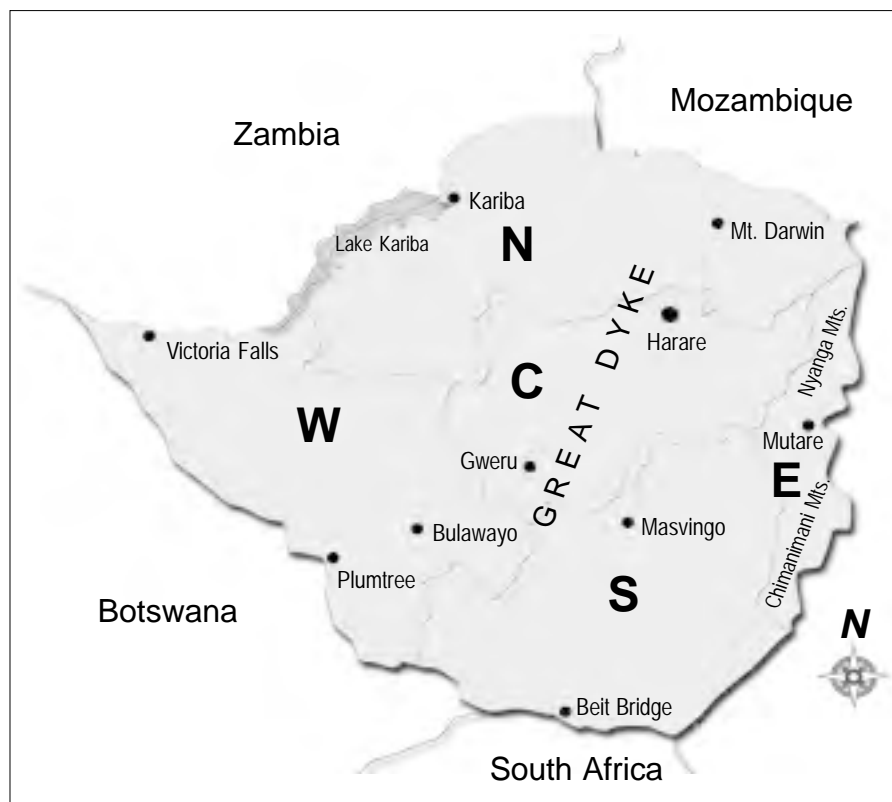 Mozambique
Zambia
Kariba
Mt. Darwin
N
Lake Kariba
GREAT DYKE
Harare
Nyanga Mts.
Victoria Falls
C
W
Mutare
Gweru
E
Chimanimani Mts.
Masvingo
Bulawayo
Plumtree
S
Botswana
N
Beit Bridge
South Africa